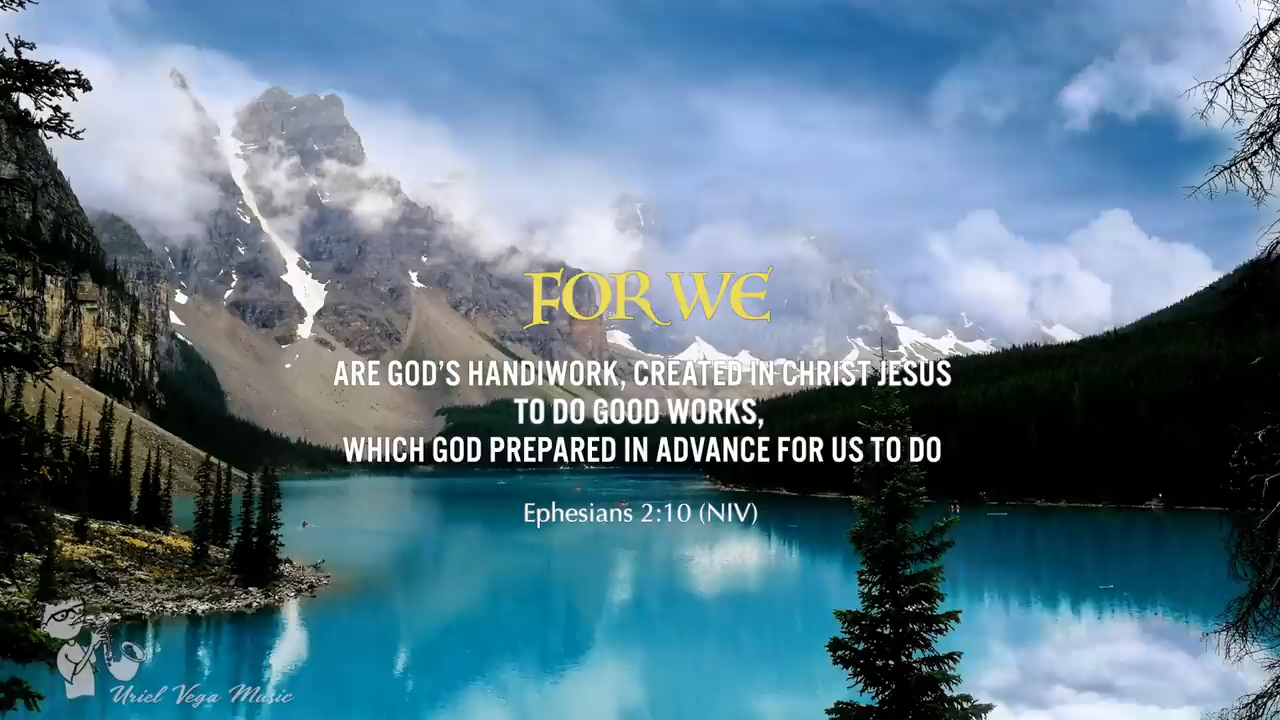 FOR WE
ARE GOD'S HANDIWORK, CREATED IN CHRIST JESUS
TO DO GOOD WORKS,
WHICH GOD PREPARED IN ADVANCE FOR US TO DO
Ephesians 2:10 (NIV)
Uriel Vega Music